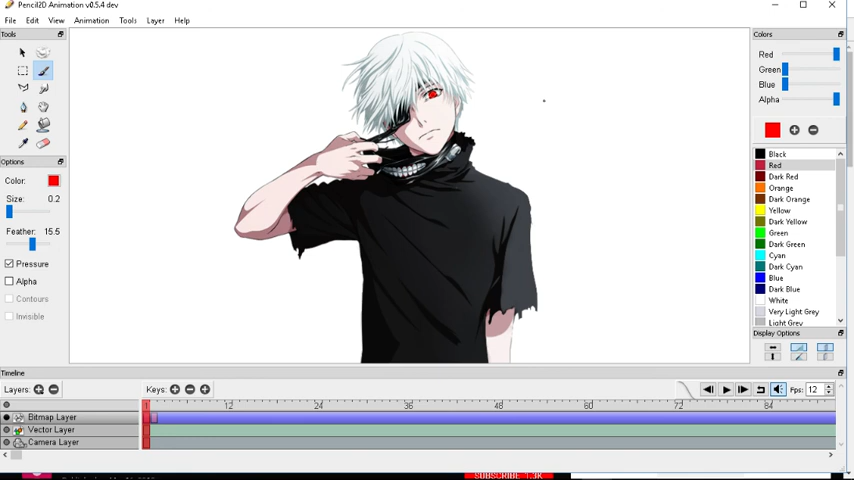 Pencil2D Animation v0.5.4 dev
File Edit View Animation Tools Layer Help
Tools
Options
Color:
Size: 0.2
Feather: 15.5
Pressure
Alpha
Contours
Invisible
Colors
Red
Green
Blue
Alpha
Black
Red
Dark Red
Orange
Dark Orange
Yellow
Dark Yellow
Green
Dark Green
Cyan
Dark Cyan
Blue
Dark Blue
White
Very Light Grey
Light Grey
Display Options
Timeline
Layers: Keys: Fps: 12
1 12 24 36 48 60 72 84
Bitmap Layer
Vector Layer
Camera Layer
SUBSCRIBE 1.3K